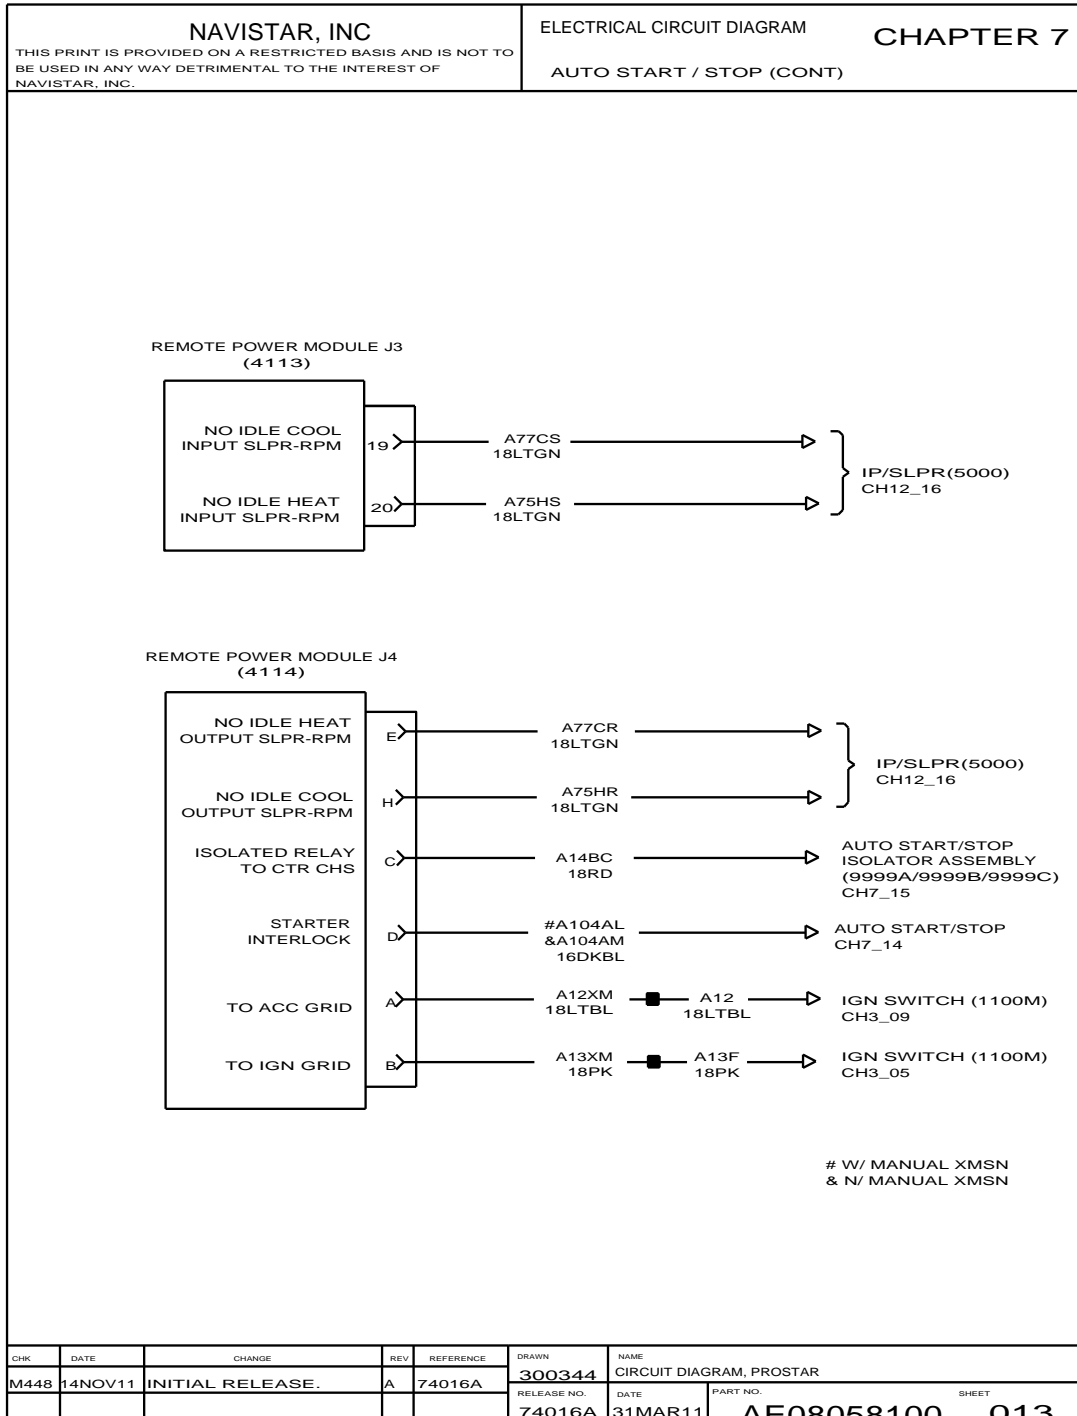 NAVISTAR, INC
THIS PRINT IS PROVIDED ON A RESTRICTED BASIS AND IS NOT TO
BE USED IN ANY WAY DETRIMENTAL TO THE INTEREST OF
NAVISTAR, INC.
ELECTRICAL CIRCUIT DIAGRAM
CHAPTER 7
AUTO START / STOP (CONT)
REMOTE POWER MODULE J3
(4113)
NO IDLE COOL
INPUT SLPR-RPM
19
A77CS
18LTGN
NO IDLE HEAT
INPUT SLPR-RPM
20
A75HS
18LTGN
IP/SLPR(5000)
CH12_16
REMOTE POWER MODULE J4
(4114)
NO IDLE HEAT
OUTPUT SLPR-RPM
E
A77CR
18LTGN
NO IDLE COOL
OUTPUT SLPR-RPM
H
A75HR
18LTGN
IP/SLPR(5000)
CH12_16
ISOLATED RELAY
TO CTR CHS
C
A14BC
18RD
AUTO START/STOP
ISOLATOR ASSEMBLY
(9999A/9999B/9999C)
CH7_15
STARTER
INTERLOCK
D
#A104AL
&A104AM
16DKBL
AUTO START/STOP
CH7_14
TO ACC GRID
A
A12XM
18LTBL
A12
18LTBL
IGN SWITCH (1100M)
CH3_09
TO IGN GRID
B
A13XM
18PK
A13F
18PK
IGN SWITCH (1100M)
CH3_05
# W/ MANUAL XMSN
& N/ MANUAL XMSN
CHK DATE CHANGE REV REFERENCE
M448 14NOV11 INITIAL RELEASE. A 74016A
DRAWN
300344
NAME
CIRCUIT DIAGRAM, PROSTAR
RELEASE NO.
74016A
DATE
31MAR11
PART NO.
AE08058100
SHEET
013